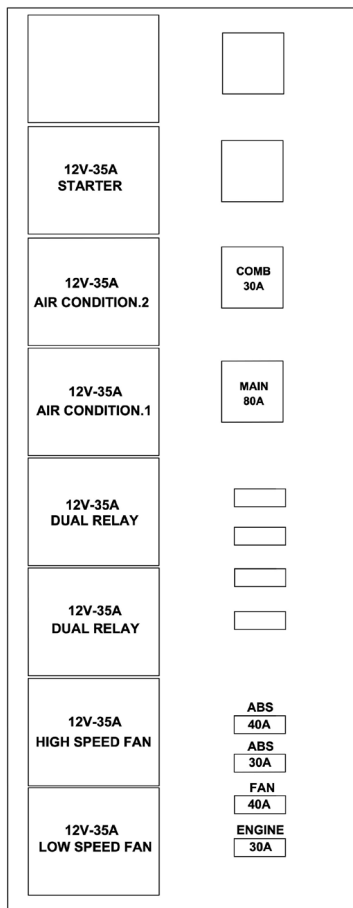 12V-35A
STARTER
12V-35A
AIR CONDITION.2
COMB
30A
12V-35A
AIR CONDITION.1
MAIN
80A
12V-35A
DUAL RELAY
12V-35A
DUAL RELAY
12V-35A
HIGH SPEED FAN
ABS
40A
ABS
30A
12V-35A
LOW SPEED FAN
FAN
40A
ENGINE
30A